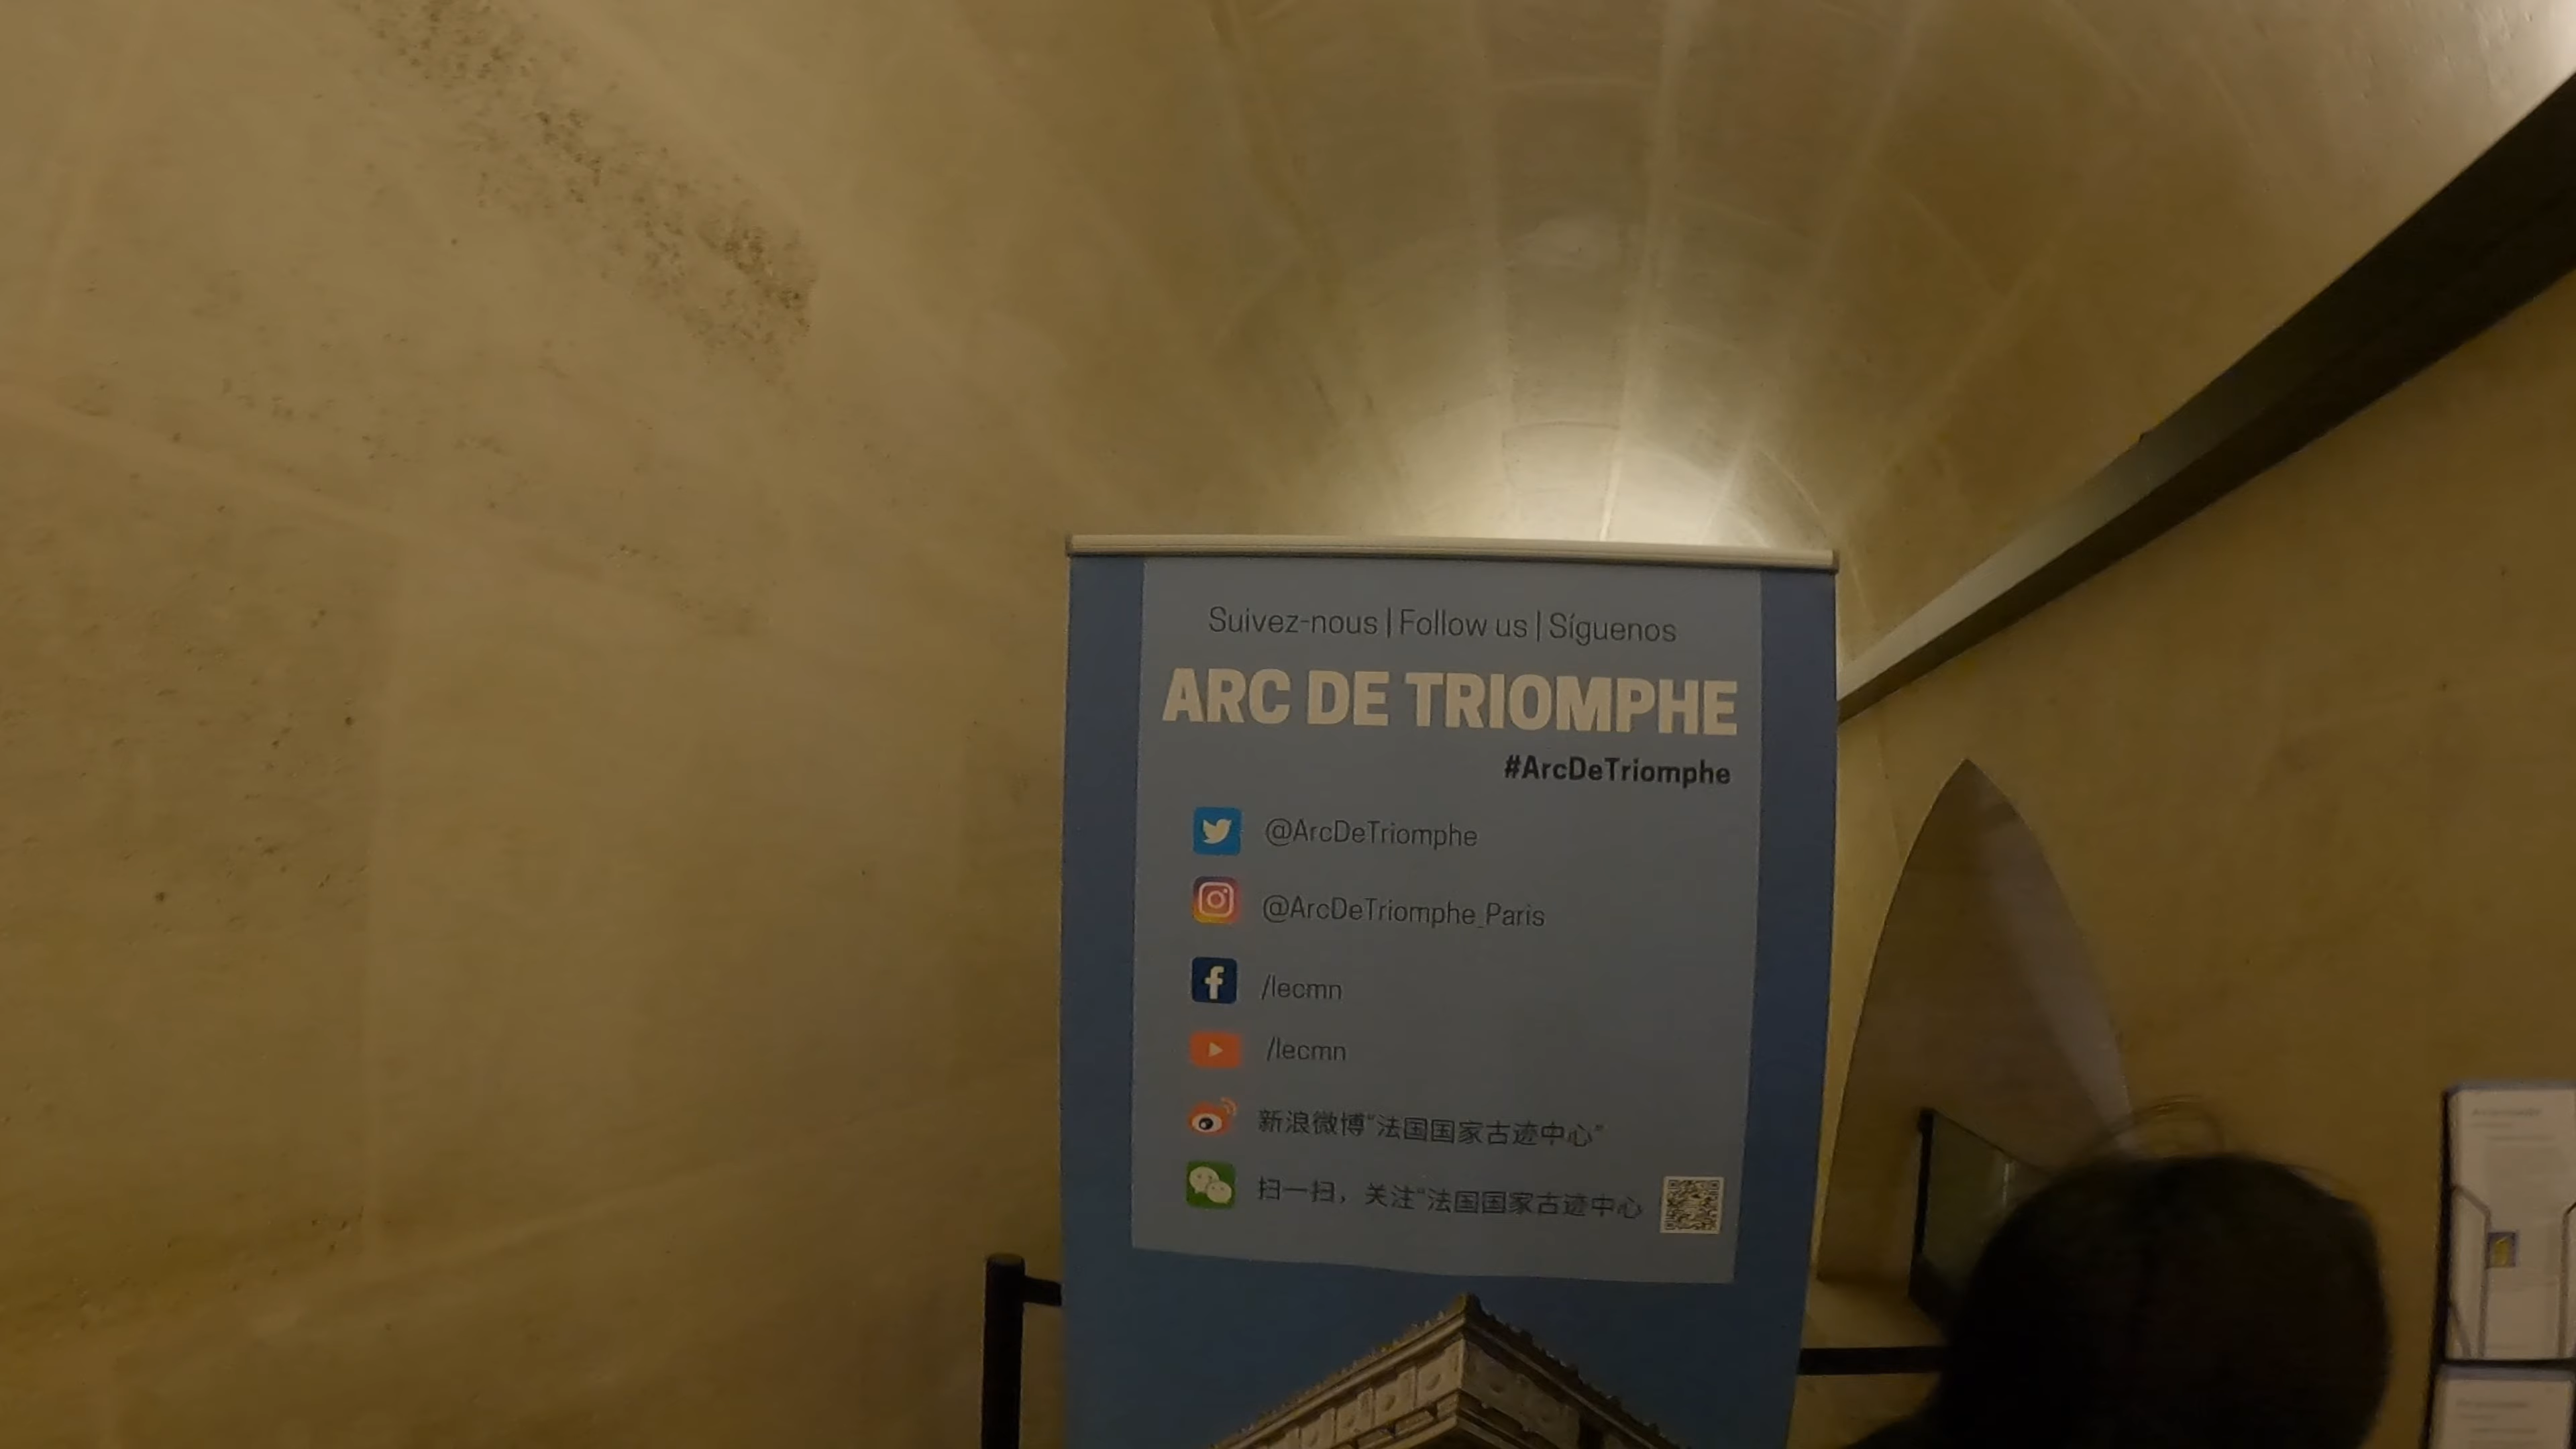 Suivez-nous | Follow us | Síguenos
ARC DE TRIOMPHE
#ArcDeTriomphe
@ArcDeTriomphe
@ArcDeTriomphe_Paris
/lecmn
/lecmn
新浪微博“法国国家古迹中心”
扫一扫，关注“法国国家古迹中心